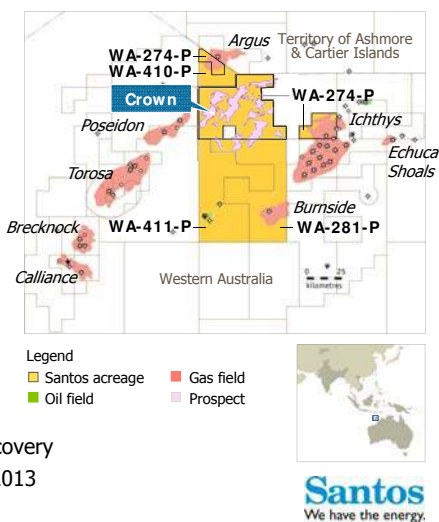 Argus
Territory of Ashmore
& Cartier Islands
WA-274-P
WA-410-P
Crown
WA-274-P
Ichthys
Poseidon
Echuca
Shoals
Torosa
Burnside
Brecknock
WA-411-P
WA-281-P
Calliance
Western Australia
0 25
kilometres
Legend
Santos acreage
Gas field
Oil field
Prospect
covery
013
Santos
We have the energy.